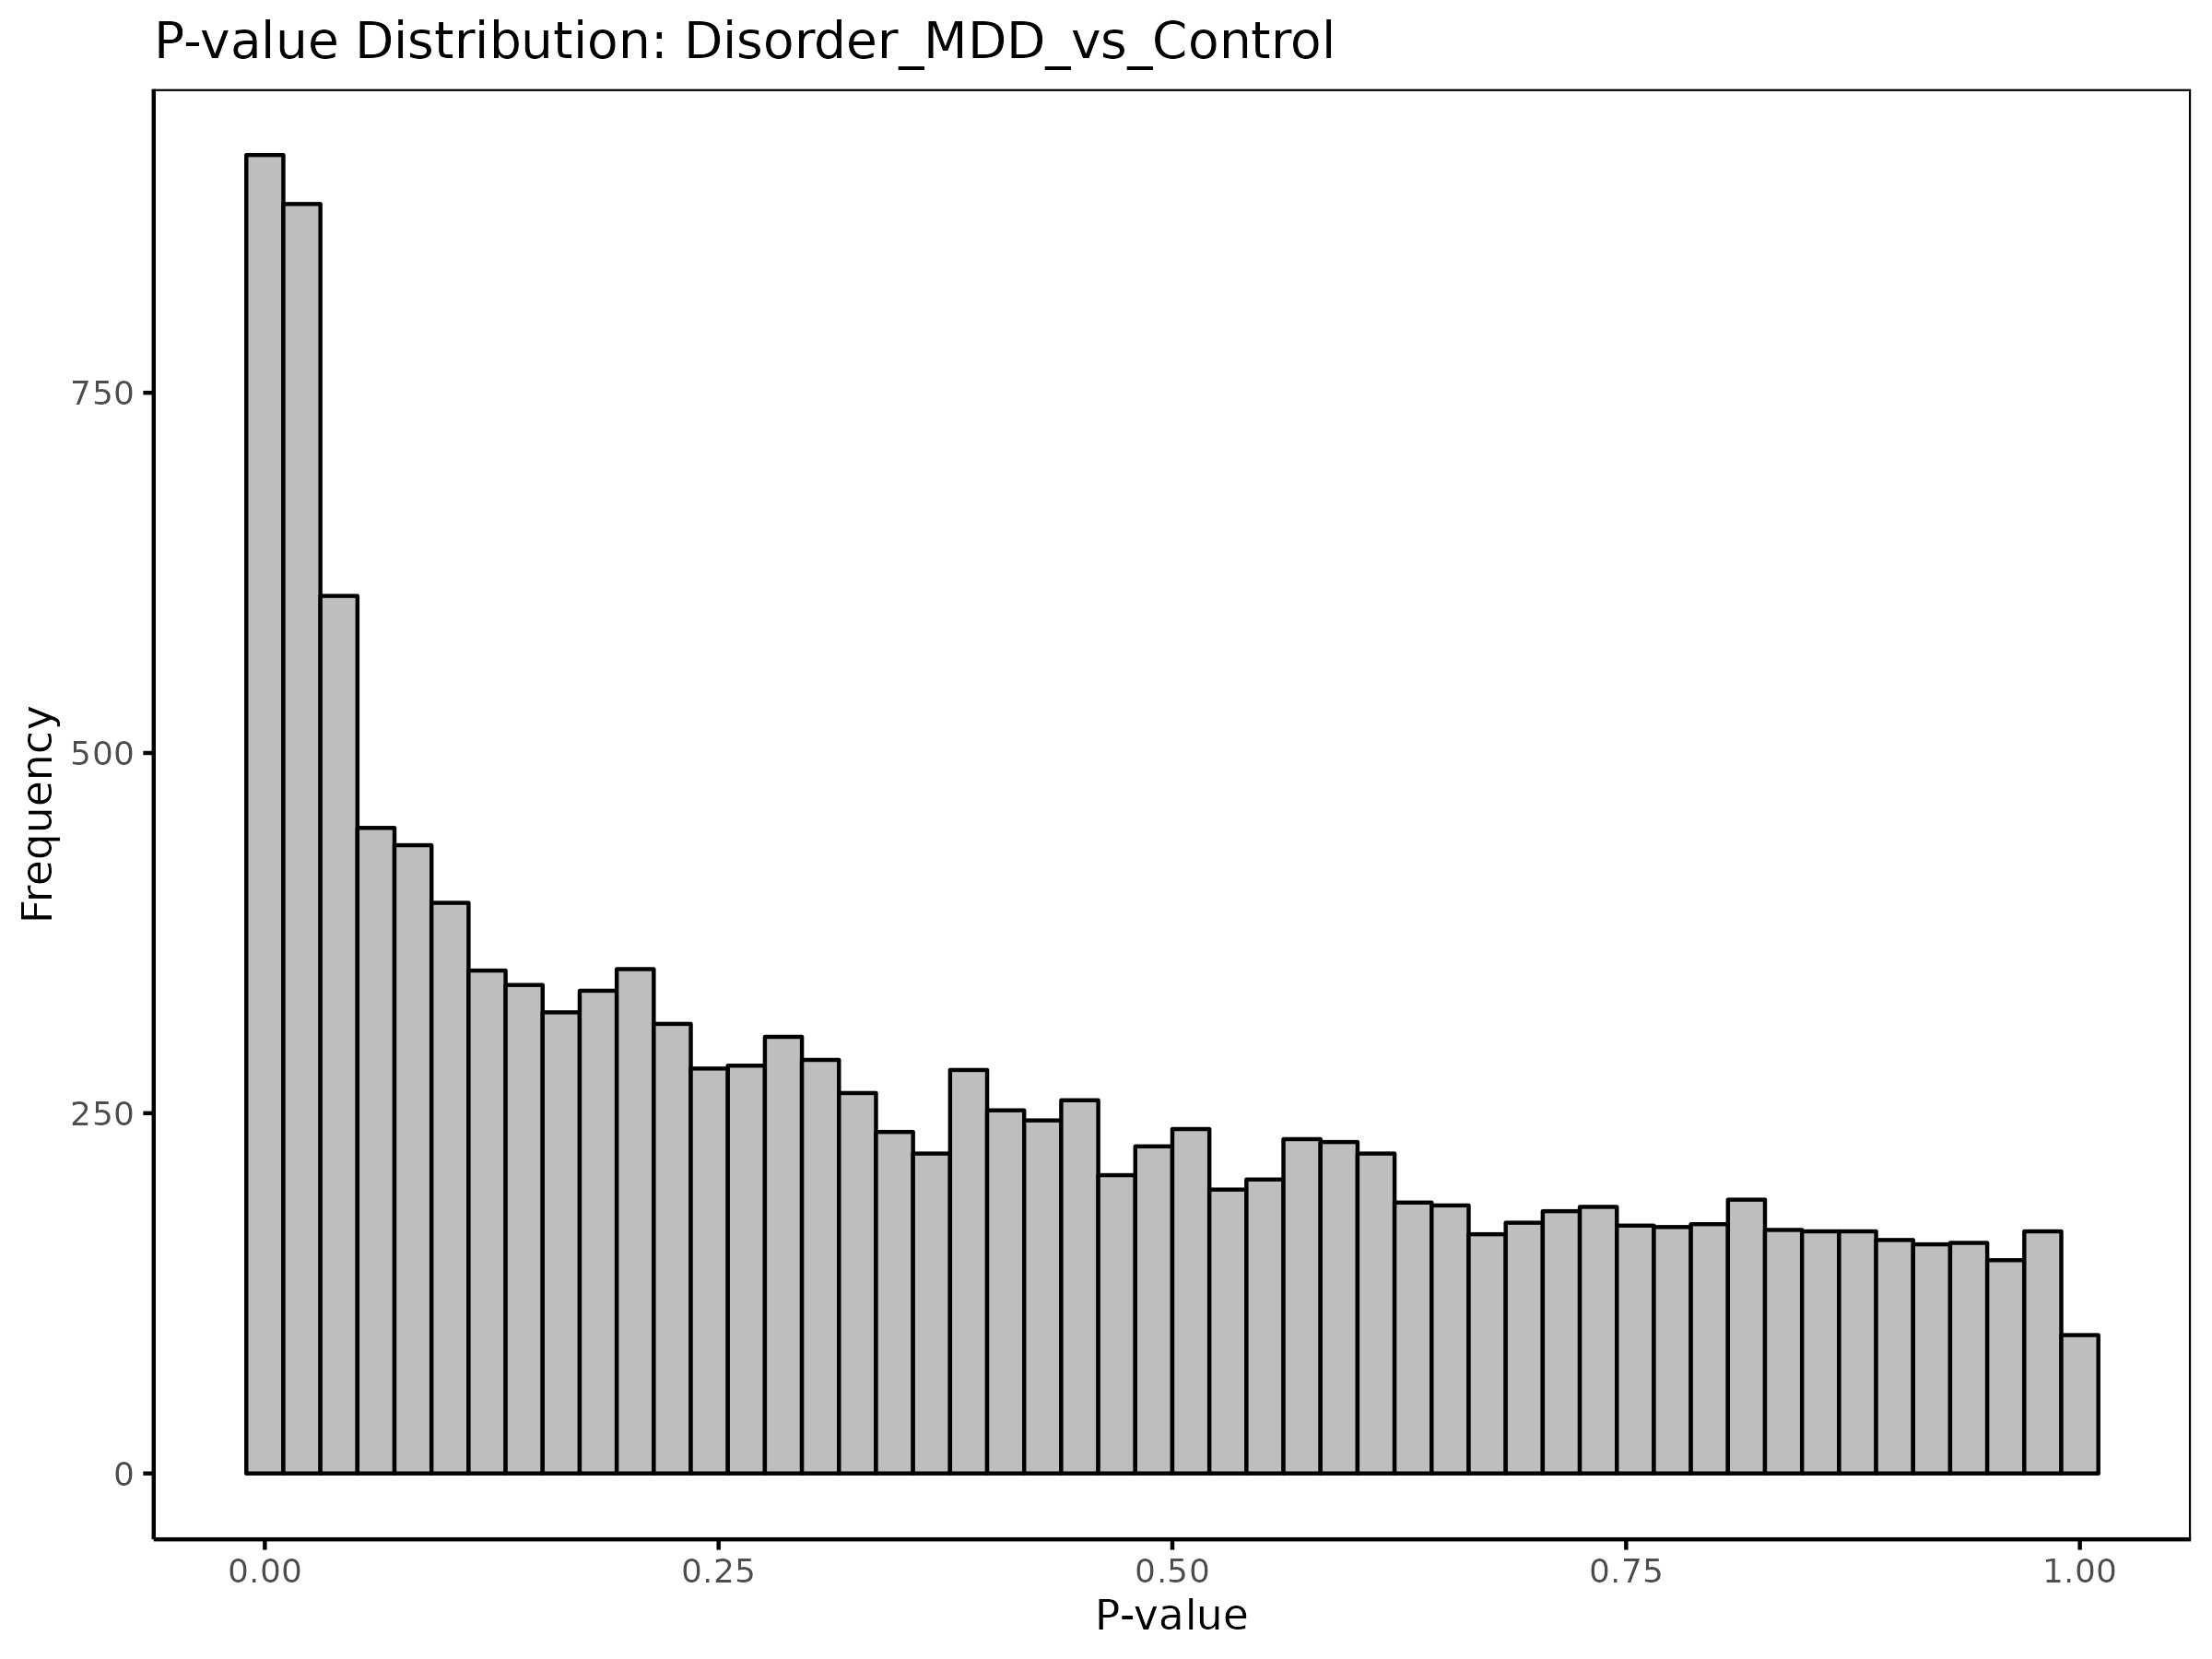 P-value Distribution: Disorder_MDD_vs_Control
Frequency
750
500
250
0
0.00 0.25 0.50 0.75 1.00
P-value